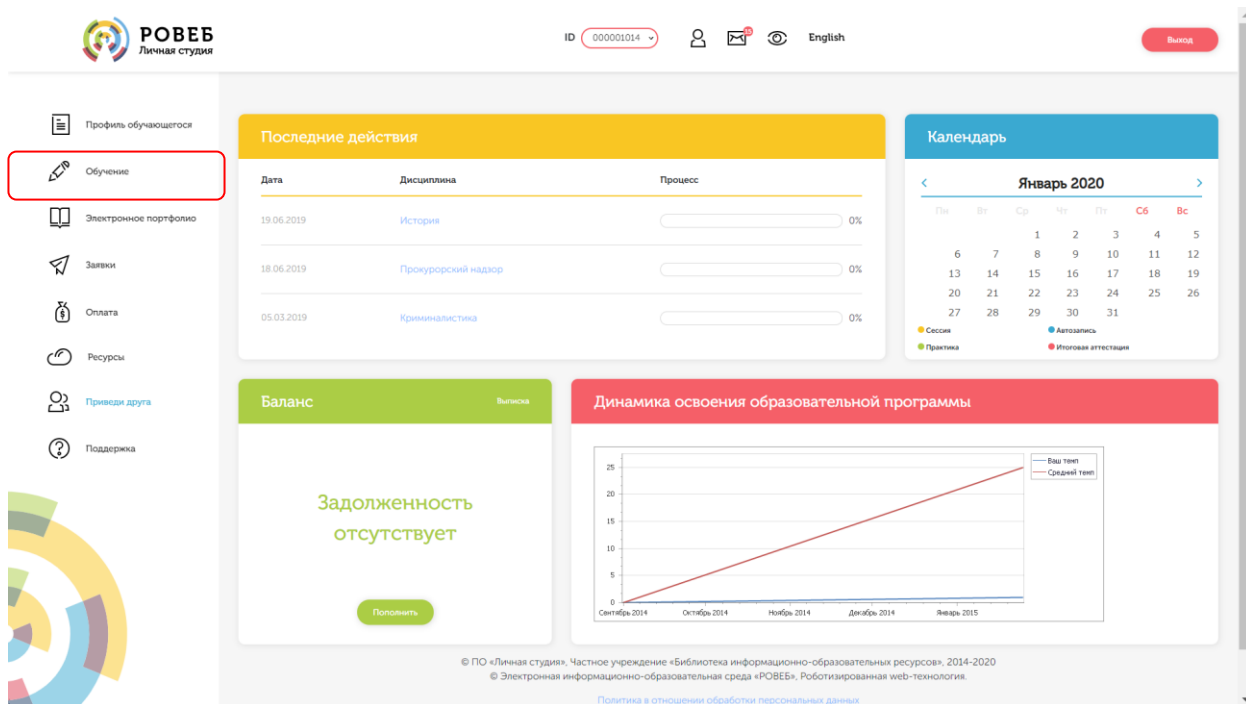 РОВЕБ
Личная студия
ID 000001014
15
English
Выход
Профиль обучающегося
Обучение
Электронное портфолио
Заявки
Оплата
Ресурсы
Приведи друга
Поддержка
Последние действия
Дата Дисциплина Процесс
19.06.2019 История 0%
18.06.2019 Прокурорский надзор 0%
05.03.2019 Криминалистика 0%
Календарь
< Январь 2020 >
Пн Вт Ср Чт Пт Сб Вс
1 2 3 4 5
6 7 8 9 10 11 12
13 14 15 16 17 18 19
20 21 22 23 24 25 26
27 28 29 30 31
Сессия Автозапись
Практика Итоговая аттестация
Баланс Выписка
Задолженность
отсутствует
Пополнить
Динамика освоения образовательной программы
25
20
15
10
5
0
Сентябрь 2014 Октябрь 2014 Ноябрь 2014 Декабрь 2014 Январь 2015
Ваш темп
Средний темп
© ПО «Личная студия», Частное учреждение «Библиотека информационно-образовательных ресурсов», 2014-2020
© Электронная информационно-образовательная среда «РОВЕБ», Роботизированная web-технология.
Политика в отношении обработки персональных данных